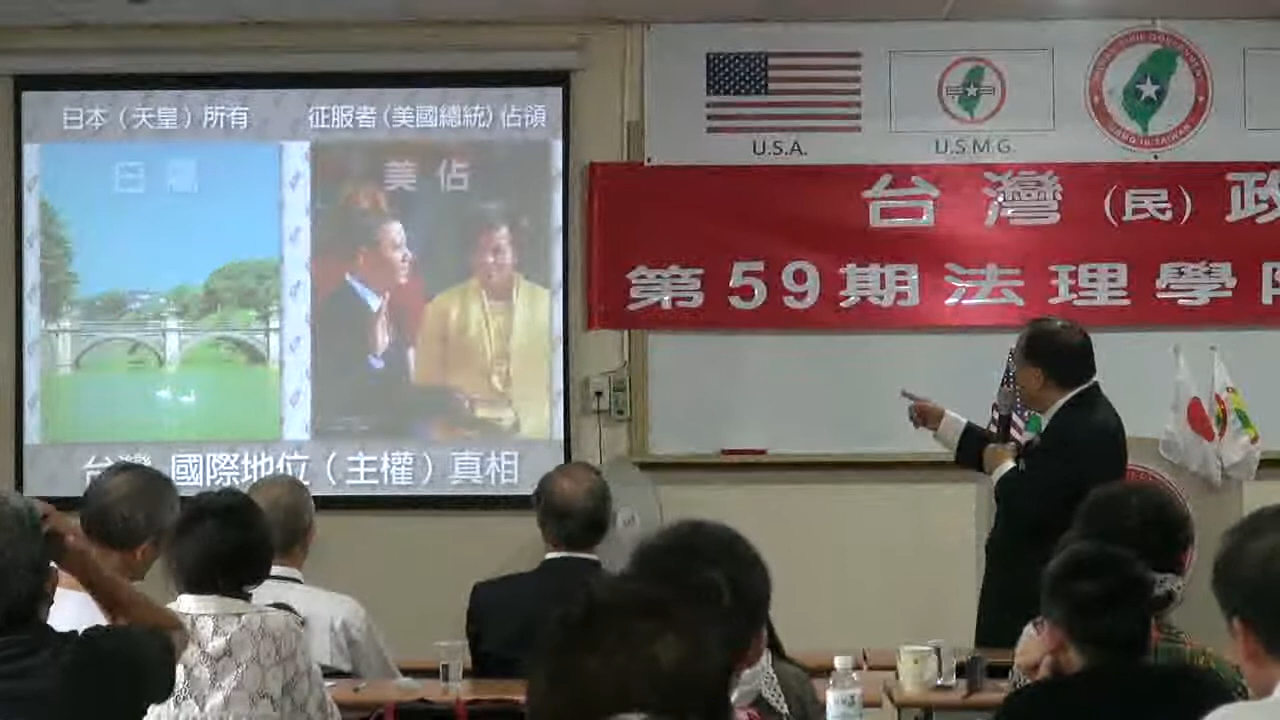 日本（天皇）所有
征服者（美國總統）佔領
日屬
美佔
台灣 國際地位（主權）真相
U.S.A.
U.S.M.G.
台灣（民）政
第59期法理學